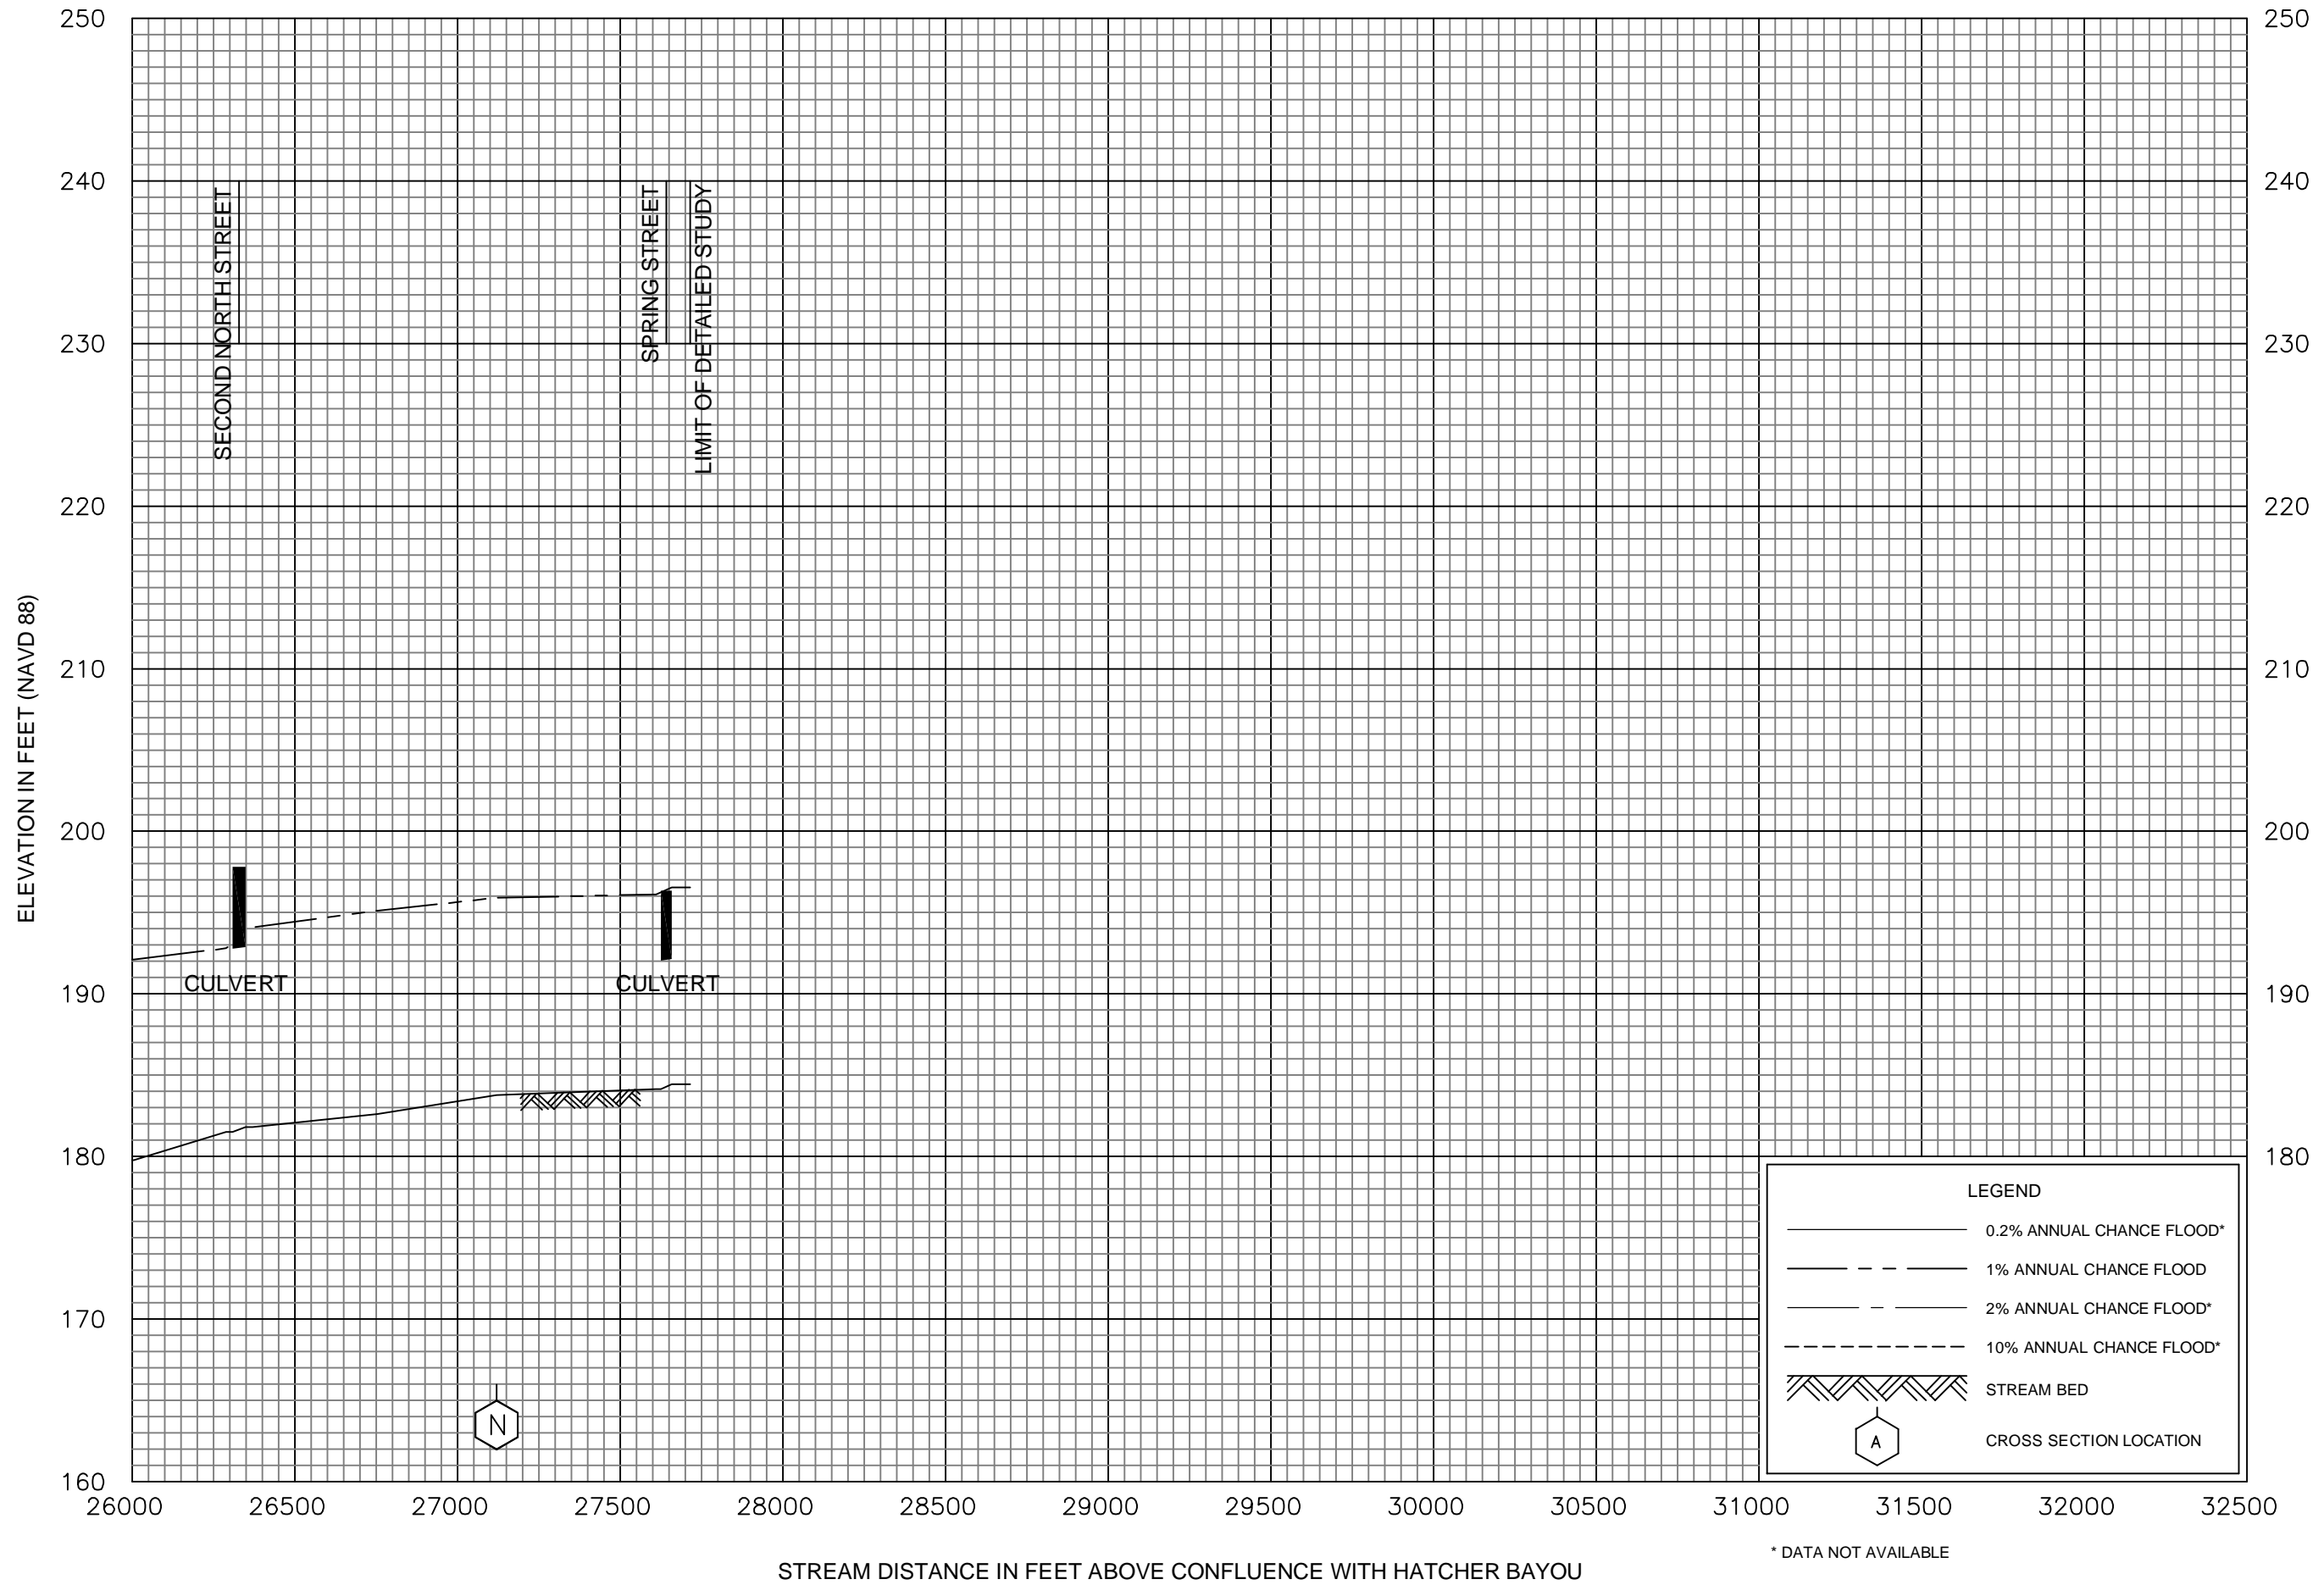 250
250
240
240
230
230
220
220
210
210
200
200
190
190
180
180
170
160
ELEVATION IN FEET (NAVD 88)
SECOND NORTH STREET
SPRING STREET
LIMIT OF DETAILED STUDY
CULVERT
CULVERT
N
LEGEND
0.2% ANNUAL CHANCE FLOOD*
1% ANNUAL CHANCE FLOOD
2% ANNUAL CHANCE FLOOD*
10% ANNUAL CHANCE FLOOD*
STREAM BED
A CROSS SECTION LOCATION
26000 26500 27000 27500 28000 28500 29000 29500 30000 30500 31000 31500 32000 32500
* DATA NOT AVAILABLE
STREAM DISTANCE IN FEET ABOVE CONFLUENCE WITH HATCHER BAYOU